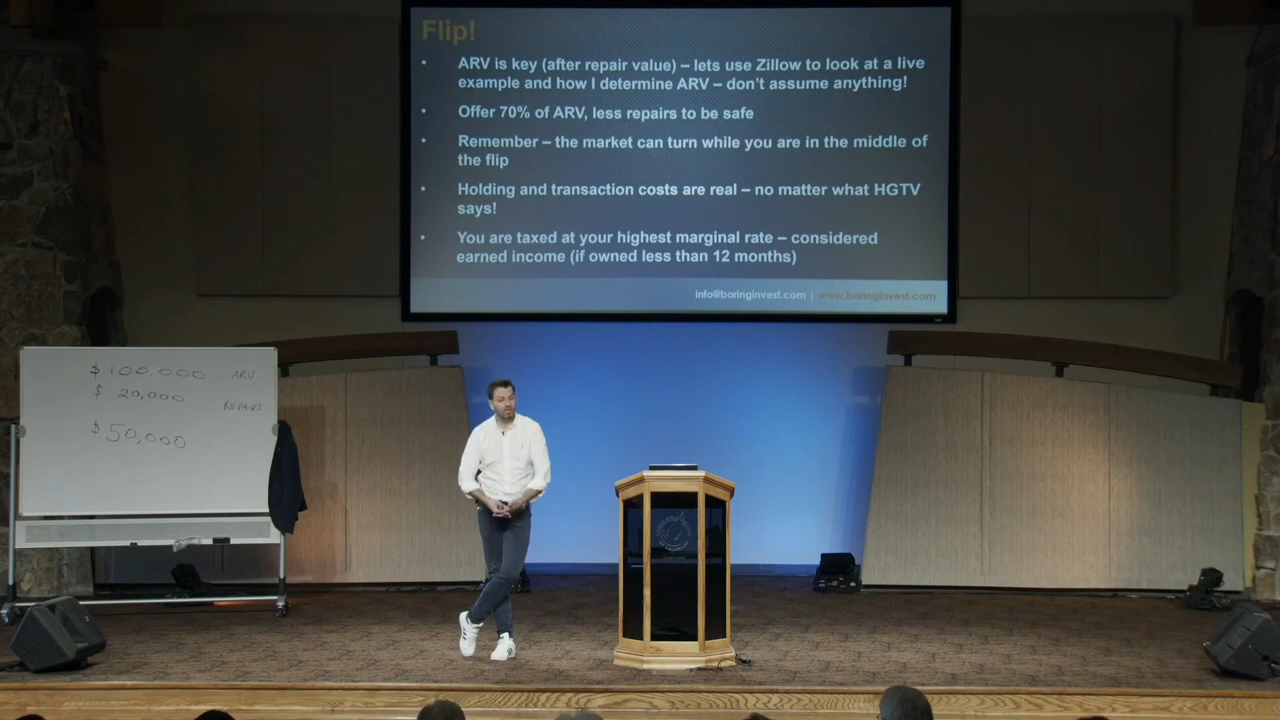 Flip!
• ARV is key (after repair value) – lets use Zillow to look at a live
example and how I determine ARV – don't assume anything!
• Offer 70% of ARV, less repairs to be safe
• Remember – the market can turn while you are in the middle of
the flip
• Holding and transaction costs are real – no matter what HGTV
says!
• You are taxed at your highest marginal rate – considered
earned income (if owned less than 12 months)
info@boringinvest.com | www.boringinvest.com
$100.000 ARV
$20,000
REPAIRS
$50,000